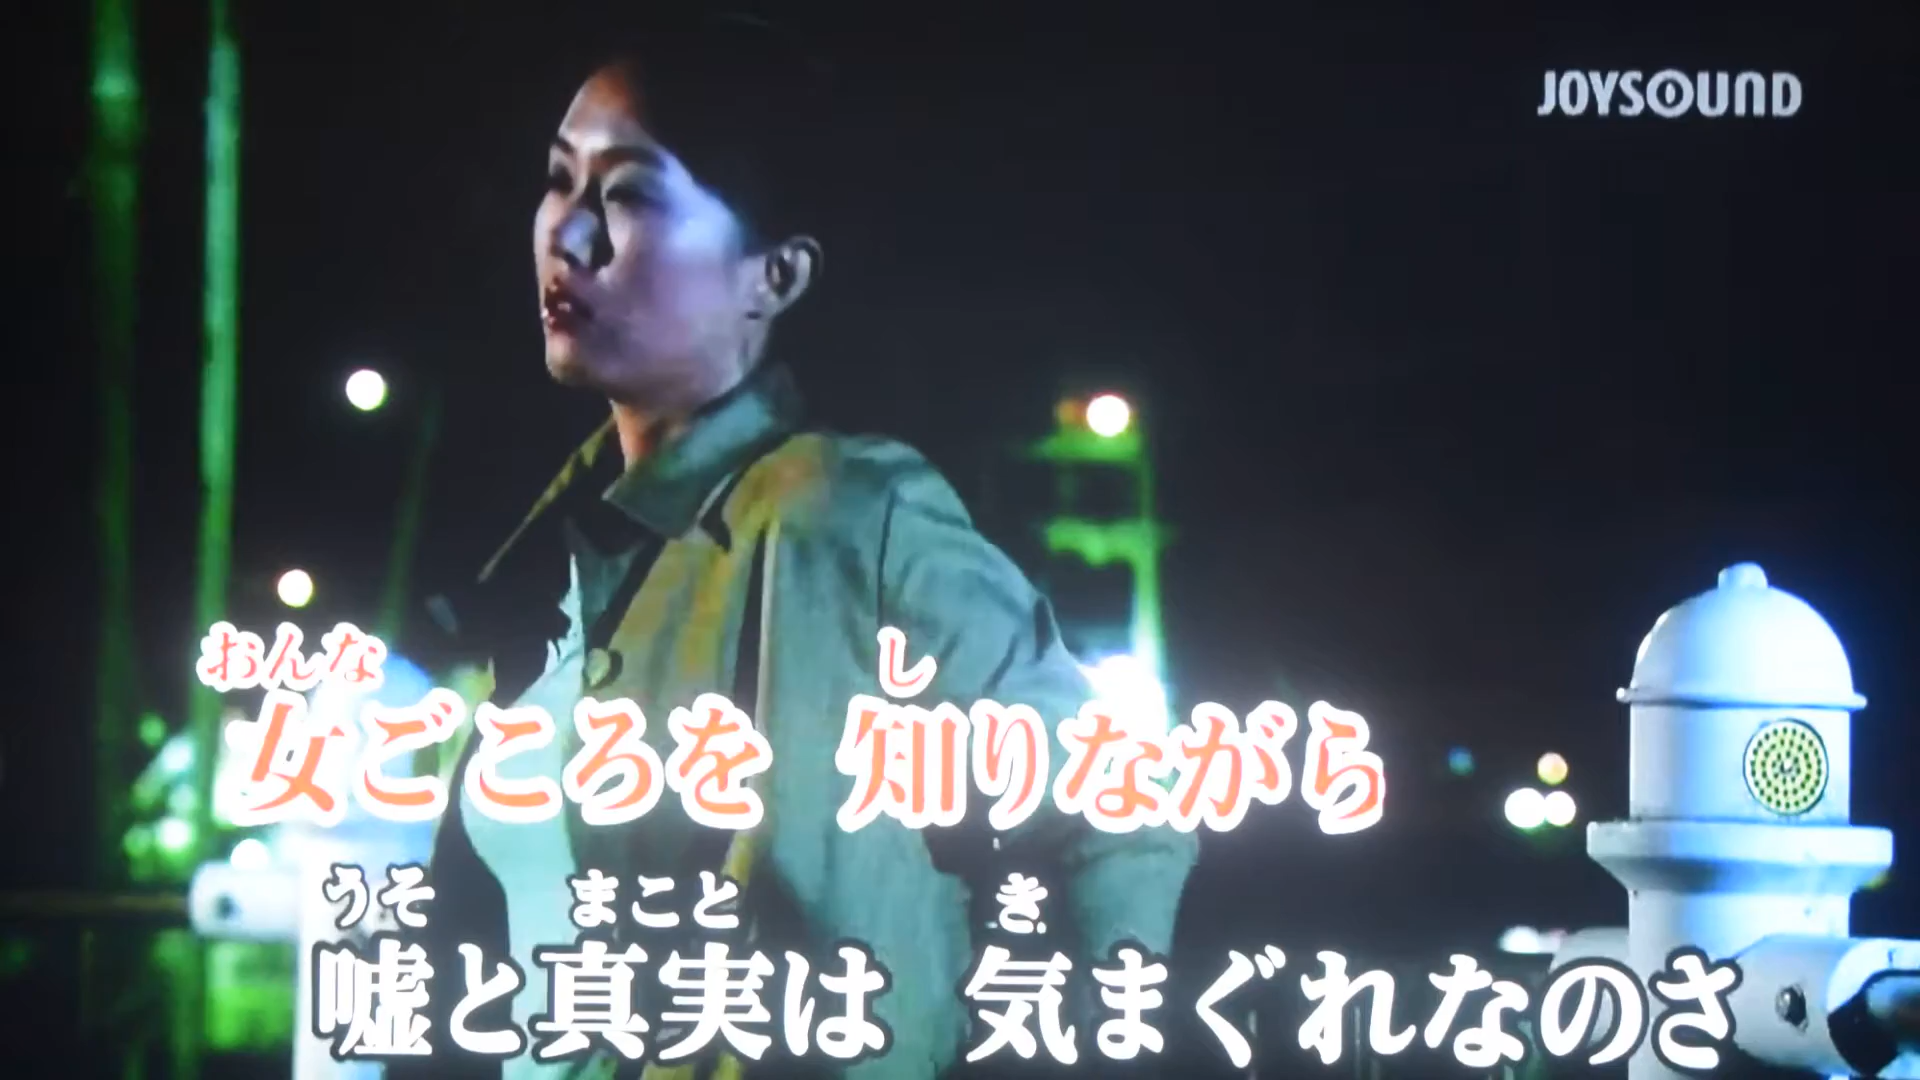 JOYSOUND
おんな し
女ごころを 知りながら
うそ まこと き
嘘と真実は 気まぐれなのさ